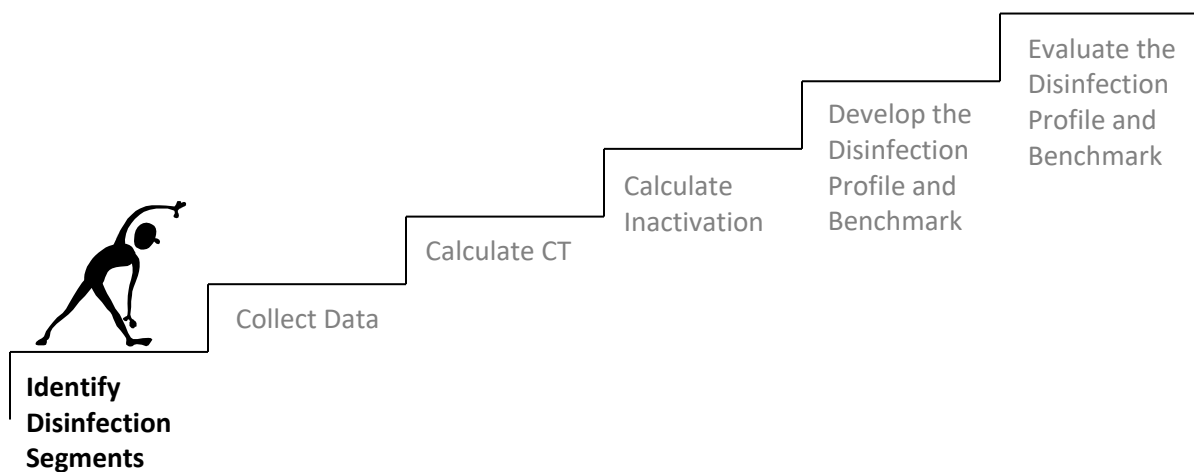 Identify
Disinfection
Segments
Collect Data
Calculate CT
Calculate
Inactivation
Develop the
Disinfection
Profile and
Benchmark
Evaluate the
Disinfection
Profile and
Benchmark